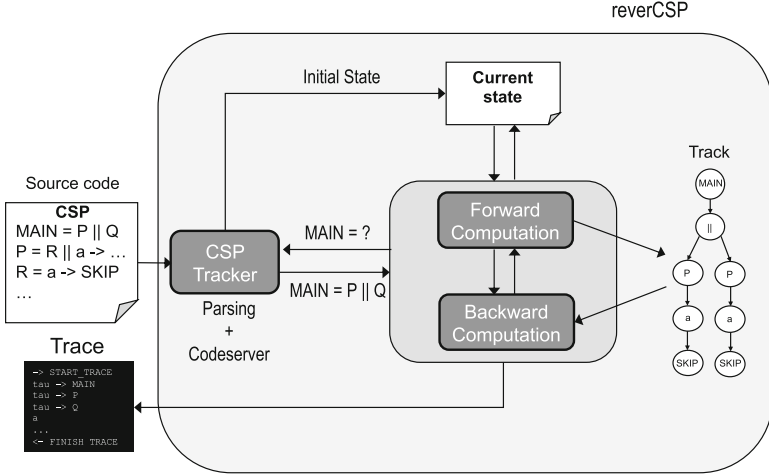 reverCSP
Initial State
Current
state
Source code
CSP
MAIN = P || Q
P = R || a -> ...
R = a -> SKIP
...
CSP
Tracker
Parsing
+
Codeserver
MAIN = ?
MAIN = P || Q
Forward
Computation
Backward
Computation
Track
MAIN
||
P
P
a
a
SKIP
SKIP
Trace
-> START_TRACE
tau -> MAIN
tau -> P
tau -> Q
a
...
<- FINISH TRACE